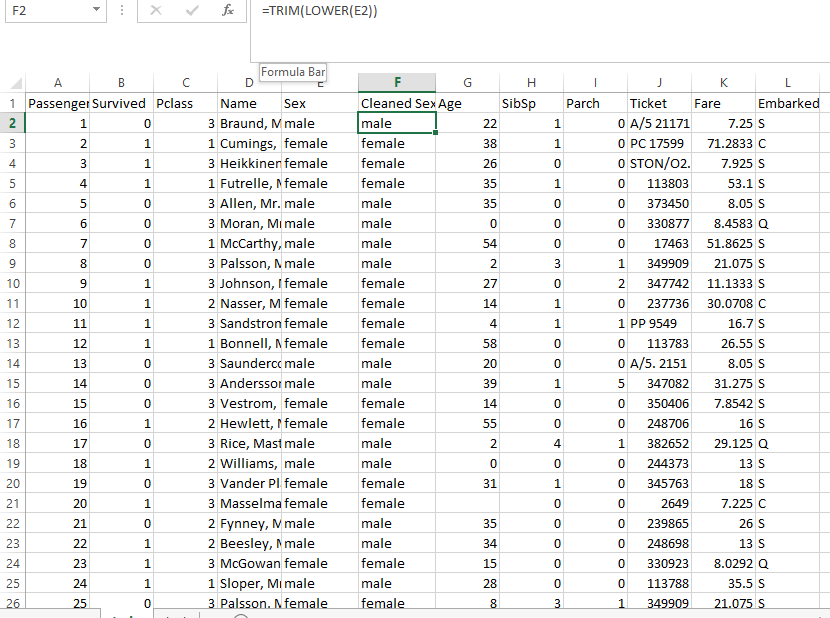 F2 fx =TRIM(LOWER(E2))
Formula Bar
A B C D E F G H I J K L
1 Passenger Survived Pclass Name Sex Cleaned Sex Age SibSp Parch Ticket Fare Embarked
2 1 0 3 Braund, M male male 22 1 0 A/5 21171 7.25 S
3 2 1 1 Cumings, female female 38 1 0 PC 17599 71.2833 C
4 3 1 3 Heikkinen female female 26 0 0 STON/O2. 7.925 S
5 4 1 1 Futrelle, M female female 35 1 0 113803 53.1 S
6 5 0 3 Allen, Mr. male male 35 0 0 373450 8.05 S
7 6 0 3 Moran, Mr male male 0 0 0 330877 8.4583 Q
8 7 0 1 McCarthy, male male 54 0 0 17463 51.8625 S
9 8 0 3 Palsson, M male male 2 3 1 349909 21.075 S
10 9 1 3 Johnson, female female 27 0 2 347742 11.1333 S
11 10 1 2 Nasser, M female female 14 1 0 237736 30.0708 C
12 11 1 3 Sandstron female female 4 1 1 PP 9549 16.7 S
13 12 1 1 Bonnell, M female female 58 0 0 113783 26.55 S
14 13 0 3 Saunderco male male 20 0 0 A/5. 2151 8.05 S
15 14 0 3 Andersson male male 39 1 5 347082 31.275 S
16 15 0 3 Vestrom, female female 14 0 0 350406 7.8542 S
17 16 1 2 Hewlett, female female 55 0 0 248706 16 S
18 17 0 3 Rice, Mast male male 2 4 1 382652 29.125 Q
19 18 1 2 Williams, male male 0 0 0 244373 13 S
20 19 0 3 Vander Pl female female 31 1 0 345763 18 S
21 20 1 3 Masselma female female 0 0 2649 7.225 C
22 21 0 2 Fynney, M male male 35 0 0 239865 26 S
23 22 1 2 Beesley, M male male 34 0 0 248698 13 S
24 23 1 3 McGowan female female 15 0 0 330923 8.0292 Q
25 24 1 1 Sloper, Mr male male 28 0 0 113788 35.5 S
26 25 0 3 Palsson, M female female 8 3 1 349909 21.075 S